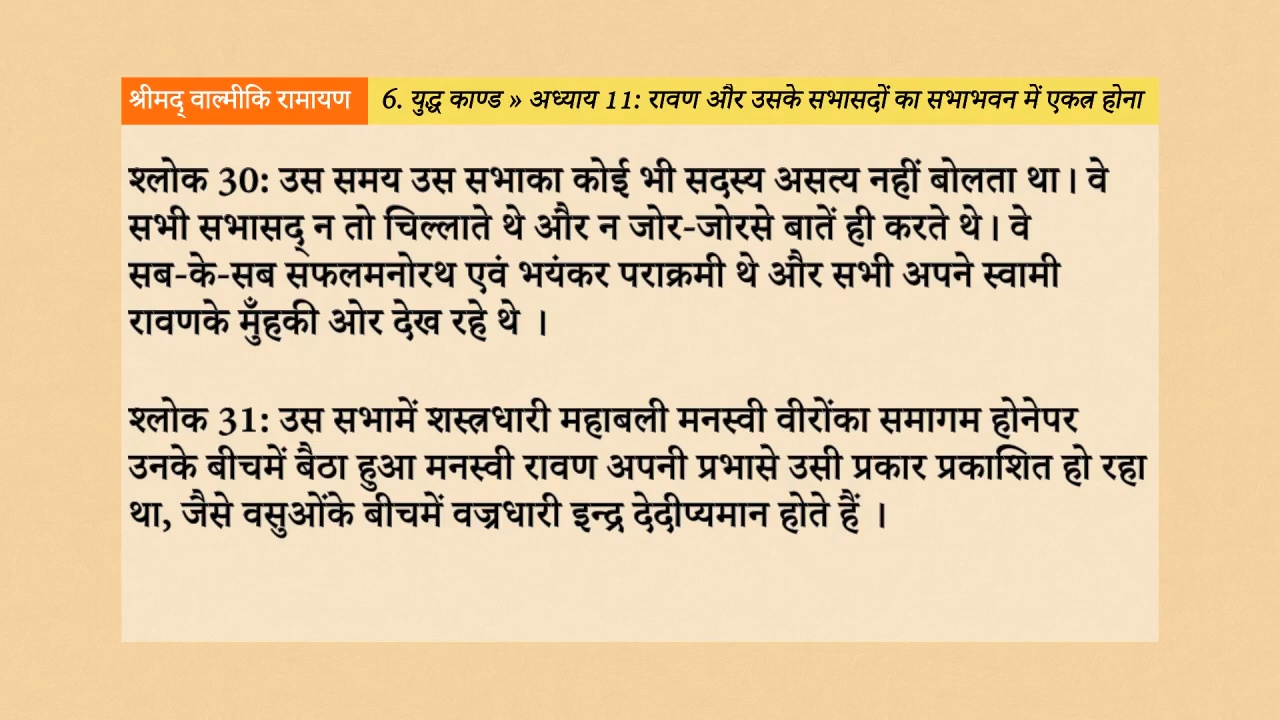 श्रीमद् वाल्मीकि रामायण 6. युद्ध काण्ड » अध्याय 11: रावण और उसके सभासदों का सभाभवन में एकत्र होना
श्लोक 30: उस समय उस सभाका कोई भी सदस्य असत्य नहीं बोलता था। वे
सभी सभासद् न तो चिल्लाते थे और न जोर-जोरसे बातें ही करते थे। वे
सब-के-सब सफलमनोरथ एवं भयंकर पराक्रमी थे और सभी अपने स्वामी
रावणके मुँहकी ओर देख रहे थे ।
श्लोक 31: उस सभामें शस्त्रधारी महाबली मनस्वी वीरोंका समागम होनेपर
उनके बीचमें बैठा हुआ मनस्वी रावण अपनी प्रभासे उसी प्रकार प्रकाशित हो रहा
था, जैसे वसुओंके बीचमें वज्रधारी इन्द्र देदीप्यमान होते हैं ।